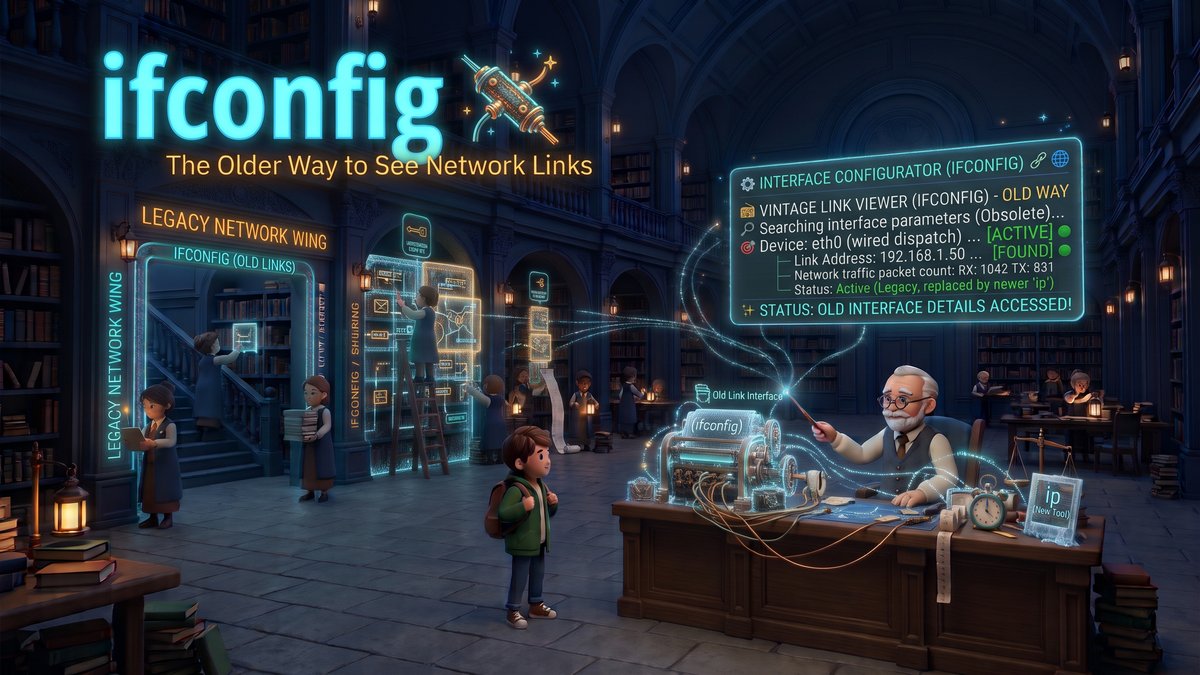 ifconfig
The Older Way to See Network Links
LEGACY NETWORK WING
IFCONFIG (OLD LINKS)
LEGACY NETWORK WING
IFCONFIG /
INTERFACE CONFIGURATOR (IFCONFIG)
VINTAGE LINK VIEWER (IFCONFIG) - OLD WAY
Searching interface parameters (Obsolete)...
Device: eth0 (wired dispatch) ... [ACTIVE]
Link Address: 192.168.1.50 ... [FOUND]
Network traffic packet count: RX: 1042 TX: 831
Status: Active (Legacy, replaced by newer 'ip')
STATUS: OLD INTERFACE DETAILS ACCESSED!
Old Link Interface
(ifconfig)
ip
(New Tool)